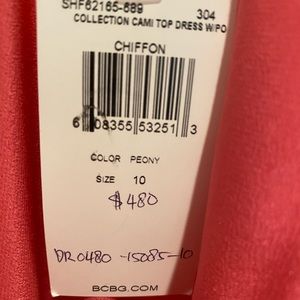 SHF62165-689 304
COLLECTION CAMI TOP DRESS W/PO
CHIFFON
6 08355 53251 3
COLOR PEONY
SIZE 10
$480
DR0480-15085-10
BCBG.COM